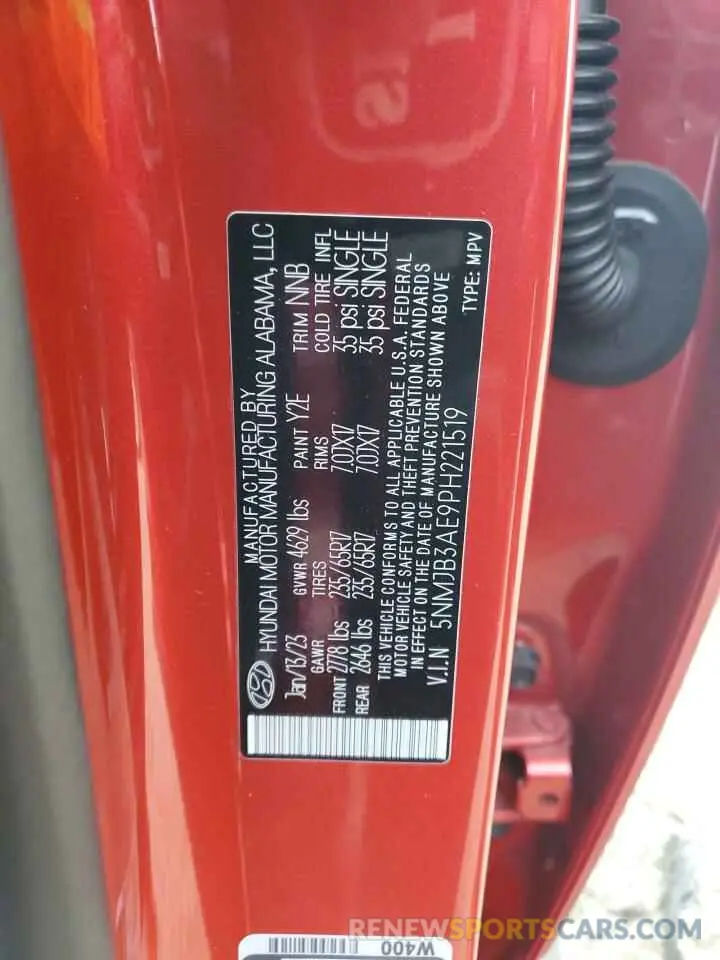 MANUFACTURED BY
HYUNDAI MOTOR MANUFACTURING ALABAMA, LLC
Jan/13/23 GVWR 4629 lbs PAINT Y2E TRIM NNB
GAWR TIRES RIMS COLD TIRE INFL
FRONT 2778 lbs 235/65R17 7.0JX17 35 psi SINGLE
REAR 2646 lbs 235/65R17 7.0JX17 35 psi SINGLE
THIS VEHICLE CONFORMS TO ALL APPLICABLE U.S.A. FEDERAL
MOTOR VEHICLE SAFETY AND THEFT PREVENTION STANDARDS
IN EFFECT ON THE DATE OF MANUFACTURE SHOWN ABOVE
V.I.N 5NMJB3AE9PH221519 TYPE: MPV
W400
RENEWSPORTSCARS.COM